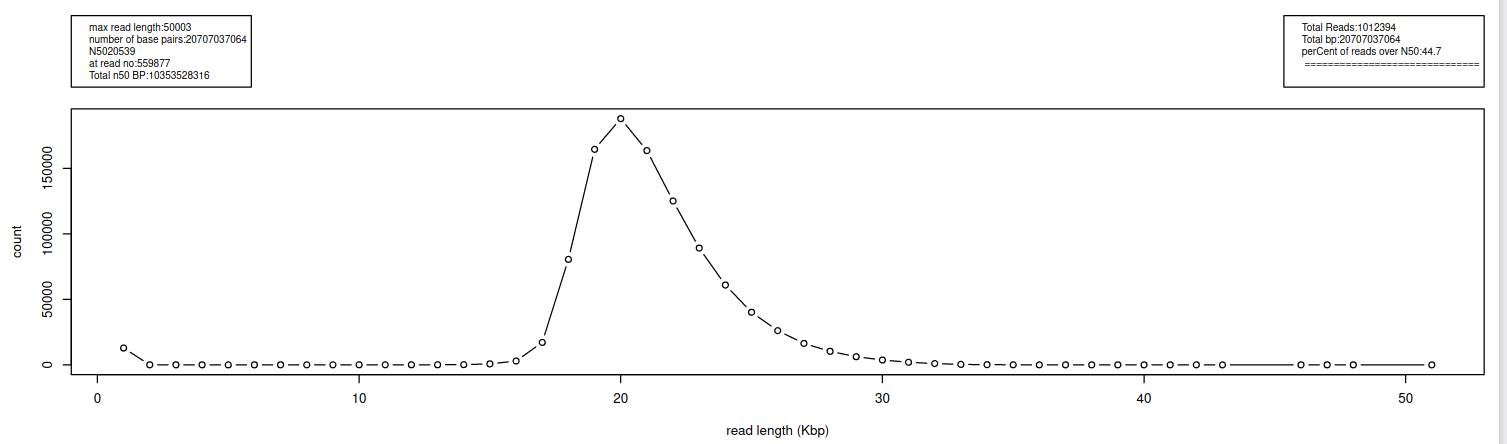 max read length:50003
number of base pairs:20707037064
N5020539
at read no:559877
Total n50 BP:10353528316
Total Reads:1012394
Total bp:20707037064
perCent of reads over N50:44.7
==============================
count
150000
100000
50000
0
0 10 20 30 40 50
read length (Kbp)